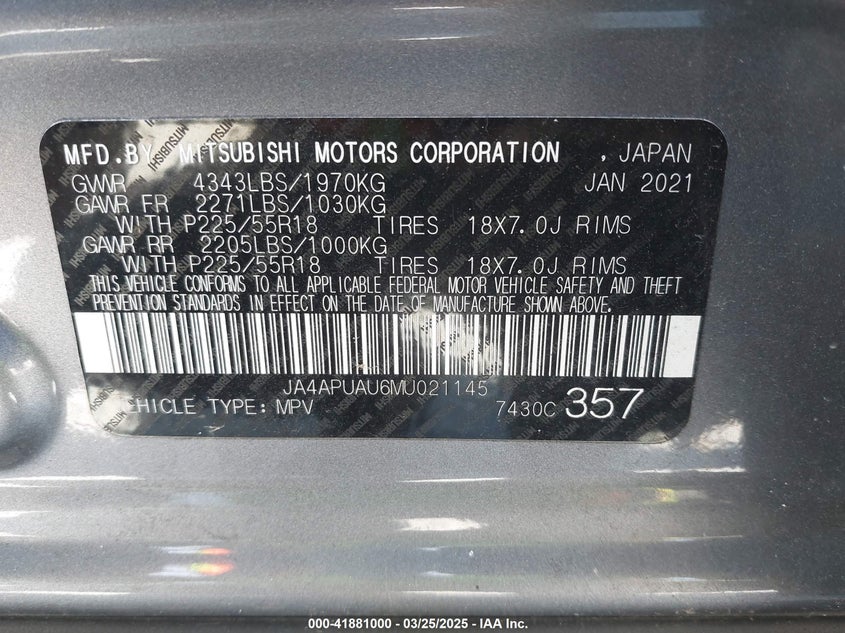 MFD.BY MITSUBISHI MOTORS CORPORATION , JAPAN
GVWR 4343LBS/1970KG JAN 2021
GAWR FR 2271LBS/1030KG
WITH P225/55R18 TIRES 18X7.0J RIMS
GAWR RR 2205LBS/1000KG
WITH P225/55R18 TIRES 18X7.0J RIMS
THIS VEHICLE CONFORMS TO ALL APPLICABLE FEDERAL MOTOR VEHICLE SAFETY AND THEFT
PREVENTION STANDARDS IN EFFECT ON THE DATE OF MANUFACTURE SHOWN ABOVE.
JA4APUAU6MU021145
EHICLE TYPE: MPV 7430C 357
000-41881000 - 03/25/2025 - IAA Inc.